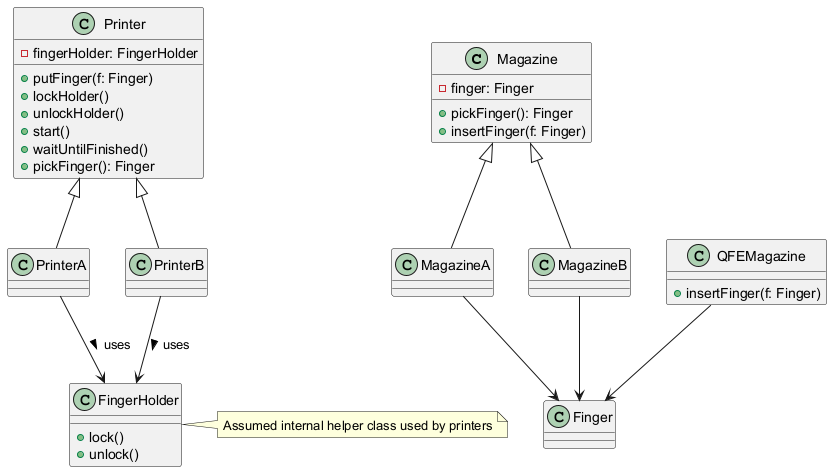 C Printer
fingerHolder: FingerHolder
putFinger(f: Finger)
lockHolder()
unlockHolder()
start()
waitUntilFinished()
pickFinger(): Finger
C Magazine
finger: Finger
pickFinger(): Finger
insertFinger(f: Finger)
C PrinterA
C PrinterB
C MagazineA
C MagazineB
C QFEMagazine
insertFinger(f: Finger)
uses
uses
C FingerHolder
lock()
unlock()
Assumed internal helper class used by printers
C Finger